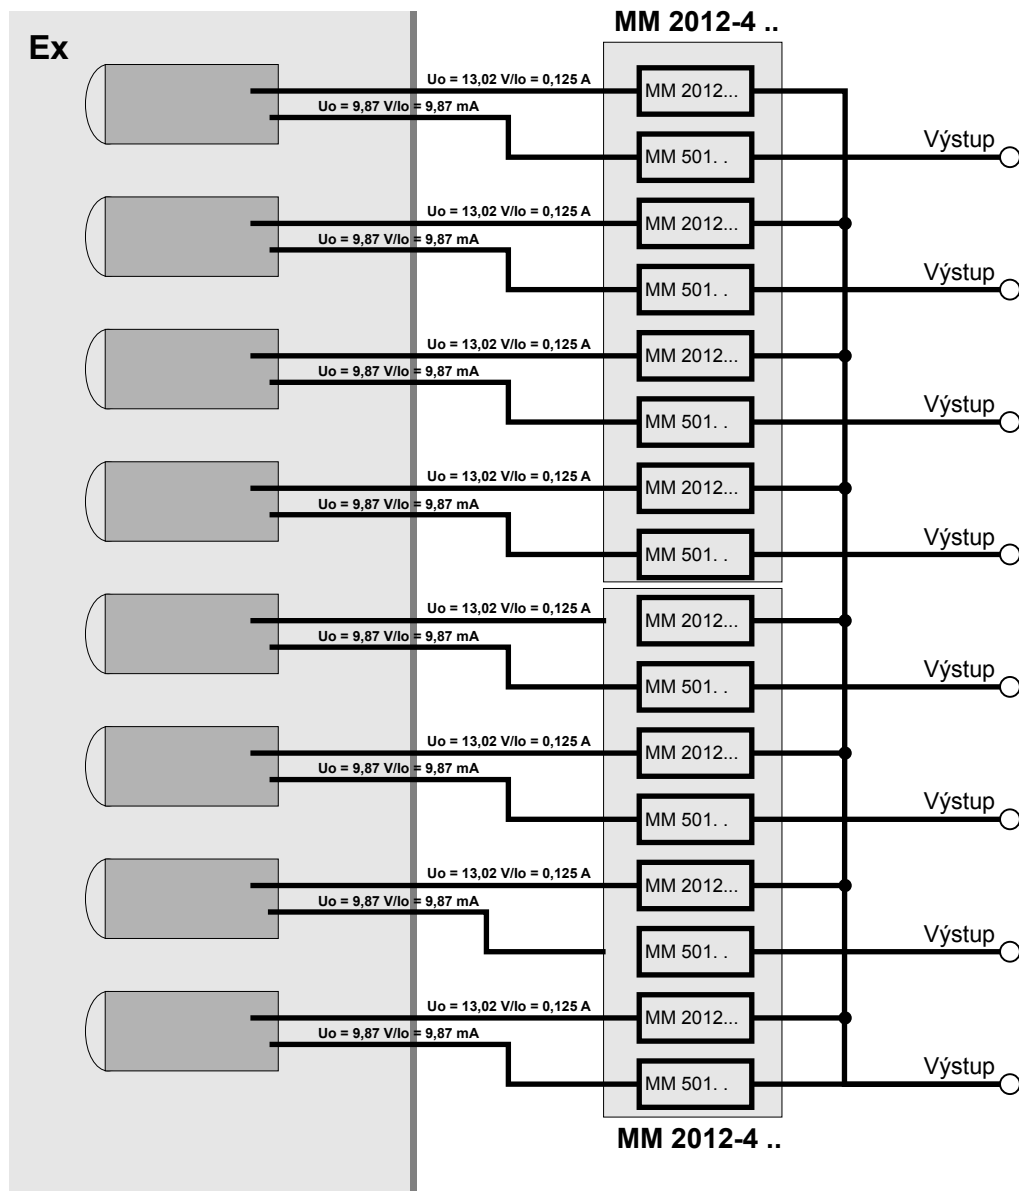 MM 2012-4 ..
Ex
Uo = 13,02 V/Io = 0,125 A
MM 2012...
Uo = 9,87 V/Io = 9,87 mA
MM 501. .
Výstup
Uo = 13,02 V/Io = 0,125 A
MM 2012...
Uo = 9,87 V/Io = 9,87 mA
MM 501. .
Výstup
Uo = 13,02 V/Io = 0,125 A
MM 2012...
Uo = 9,87 V/Io = 9,87 mA
MM 501. .
Výstup
Uo = 13,02 V/Io = 0,125 A
MM 2012...
Uo = 9,87 V/Io = 9,87 mA
MM 501. .
Výstup
Uo = 13,02 V/Io = 0,125 A
MM 2012...
Uo = 9,87 V/Io = 9,87 mA
MM 501. .
Výstup
Uo = 13,02 V/Io = 0,125 A
MM 2012...
Uo = 9,87 V/Io = 9,87 mA
MM 501. .
Výstup
Uo = 13,02 V/Io = 0,125 A
MM 2012...
Uo = 9,87 V/Io = 9,87 mA
MM 501. .
Výstup
Uo = 13,02 V/Io = 0,125 A
MM 2012...
Uo = 9,87 V/Io = 9,87 mA
MM 501. .
Výstup
MM 2012-4 ..